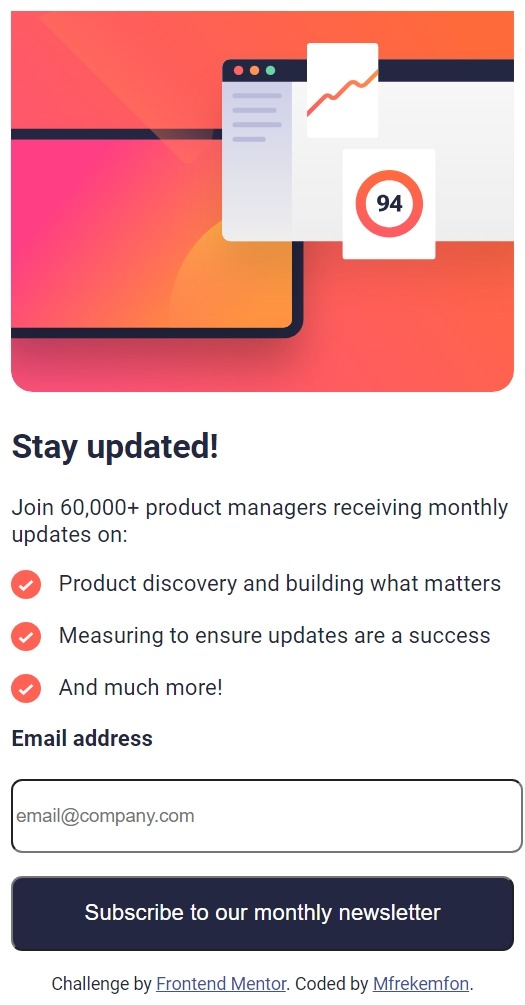 94
Stay updated!
Join 60,000+ product managers receiving monthly
updates on:
Product discovery and building what matters
Measuring to ensure updates are a success
And much more!
Email address
email@company.com
Subscribe to our monthly newsletter
Challenge by Frontend Mentor. Coded by Mfrekemfon.